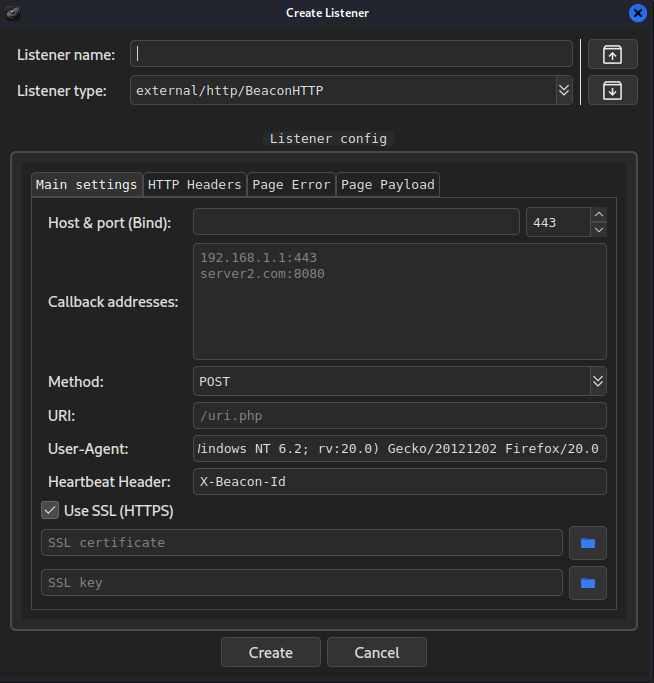 Create Listener
Listener name:
Listener type: external/http/BeaconHTTP
Listener config
Main settings HTTP Headers Page Error Page Payload
Host & port (Bind): 443
192.168.1.1:443
server2.com:8080
Callback addresses:
Method: POST
URI: /uri.php
User-Agent: Windows NT 6.2; rv:20.0) Gecko/20121202 Firefox/20.0
Heartbeat Header: X-Beacon-Id
Use SSL (HTTPS)
SSL certificate
SSL key
Create Cancel